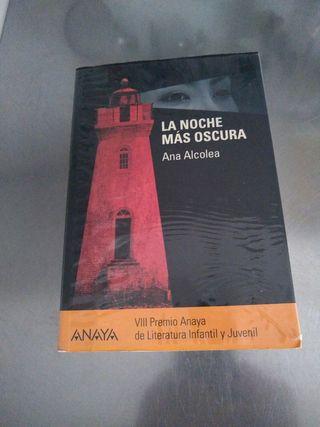 LA NOCHE
MÁS OSCURA
Ana Alcolea
ANAYA
VIII Premio Anaya
de Literatura Infantil y Juvenil